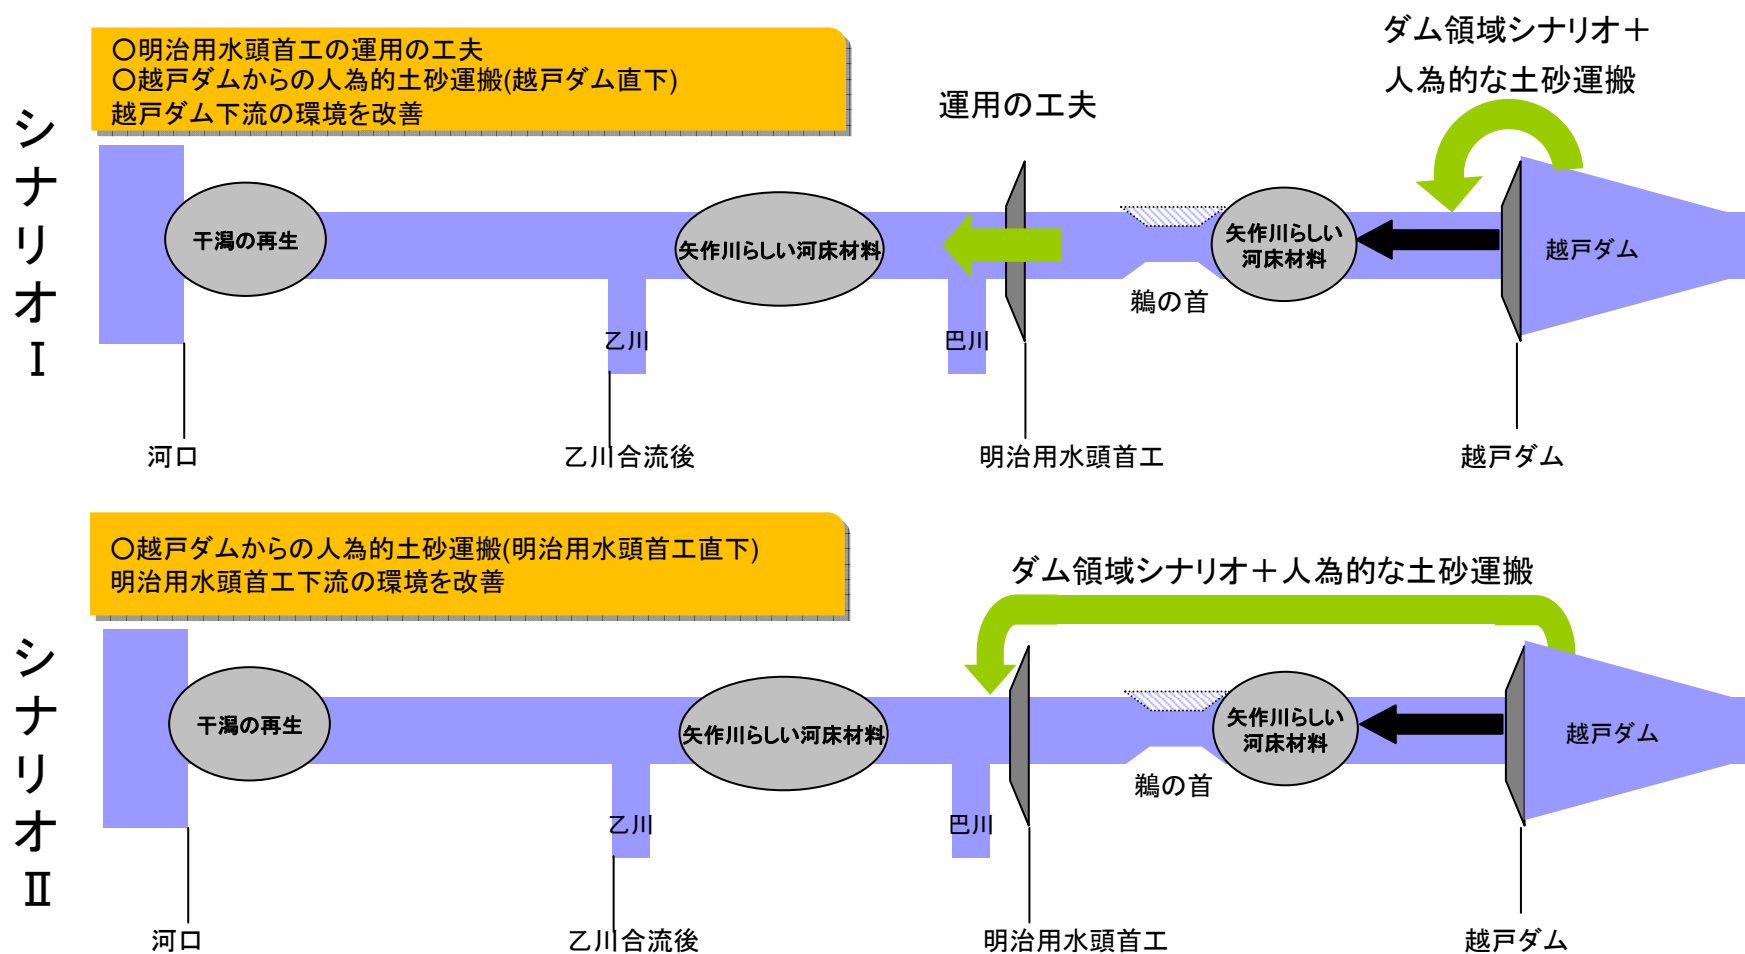 シナリオⅠ
〇明治用水頭首工の運用の工夫
〇越戸ダムからの人為的土砂運搬(越戸ダム直下)
越戸ダム下流の環境を改善
運用の工夫
ダム領域シナリオ＋
人為的な土砂運搬
干潟の再生
矢作川らしい河床材料
矢作川らしい
河床材料
越戸ダム
鵜の首
乙川
巴川
河口
乙川合流後
明治用水頭首工
越戸ダム
シナリオⅡ
〇越戸ダムからの人為的土砂運搬(明治用水頭首工直下)
明治用水頭首工下流の環境を改善
ダム領域シナリオ＋人為的な土砂運搬
干潟の再生
矢作川らしい河床材料
矢作川らしい
河床材料
越戸ダム
鵜の首
乙川
巴川
河口
乙川合流後
明治用水頭首工
越戸ダム